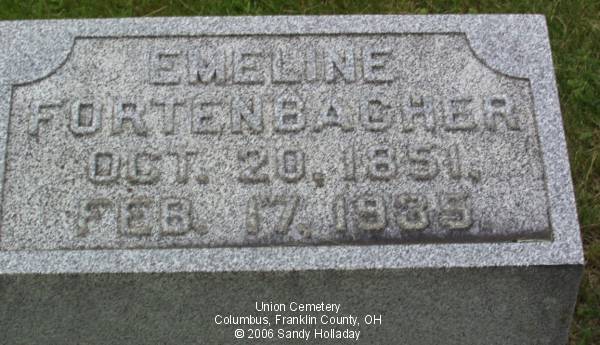 EMELINE
FORTENBACHER
OCT. 20, 1851,
FEB. 17, 1935
Union Cemetery
Columbus, Franklin County, OH
© 2006 Sandy Holladay